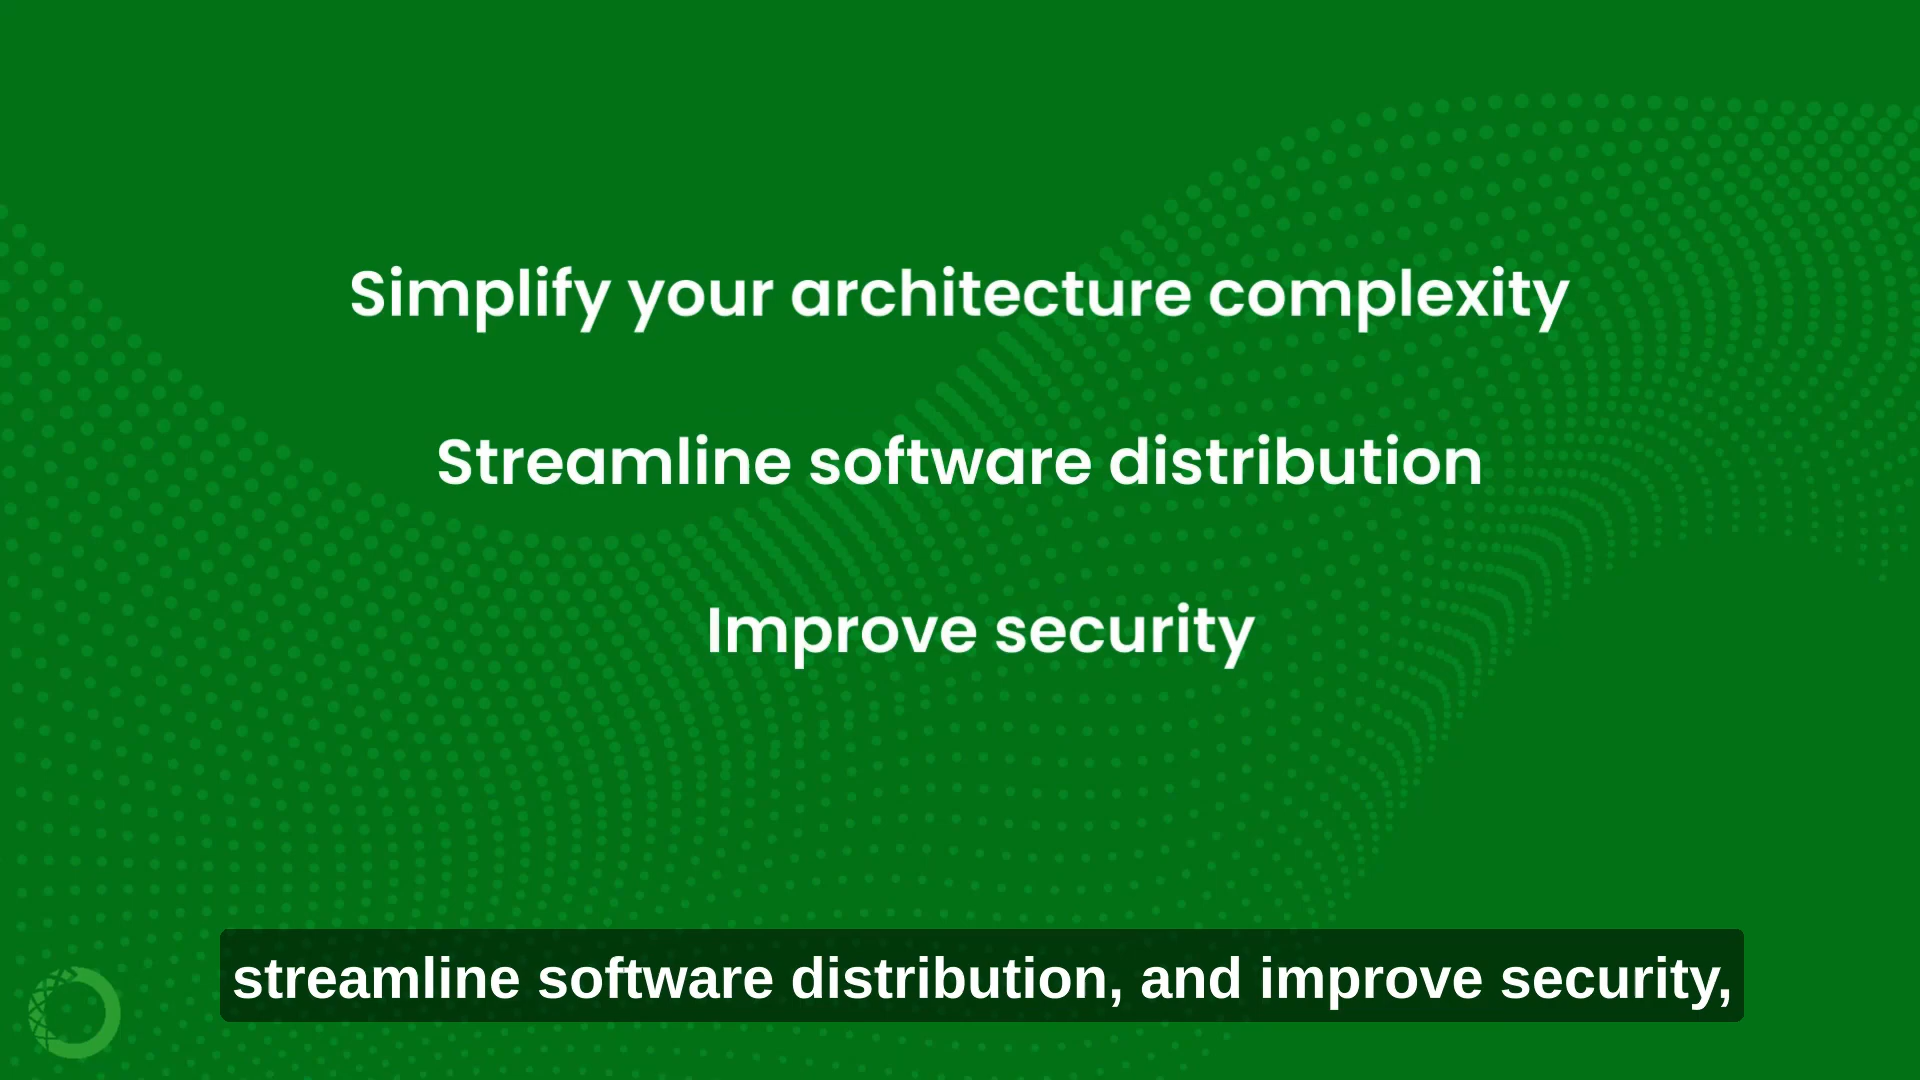 Simplify your architecture complexity
Streamline software distribution
Improve security
streamline software distribution, and improve security,